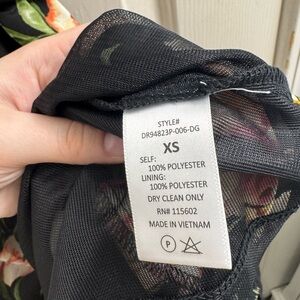 STYLE#
DR94823P-006-DG
XS
SELF:
100% POLYESTER
LINING:
100% POLYESTER
DRY CLEAN ONLY
RN# 115602
MADE IN VIETNAM
P